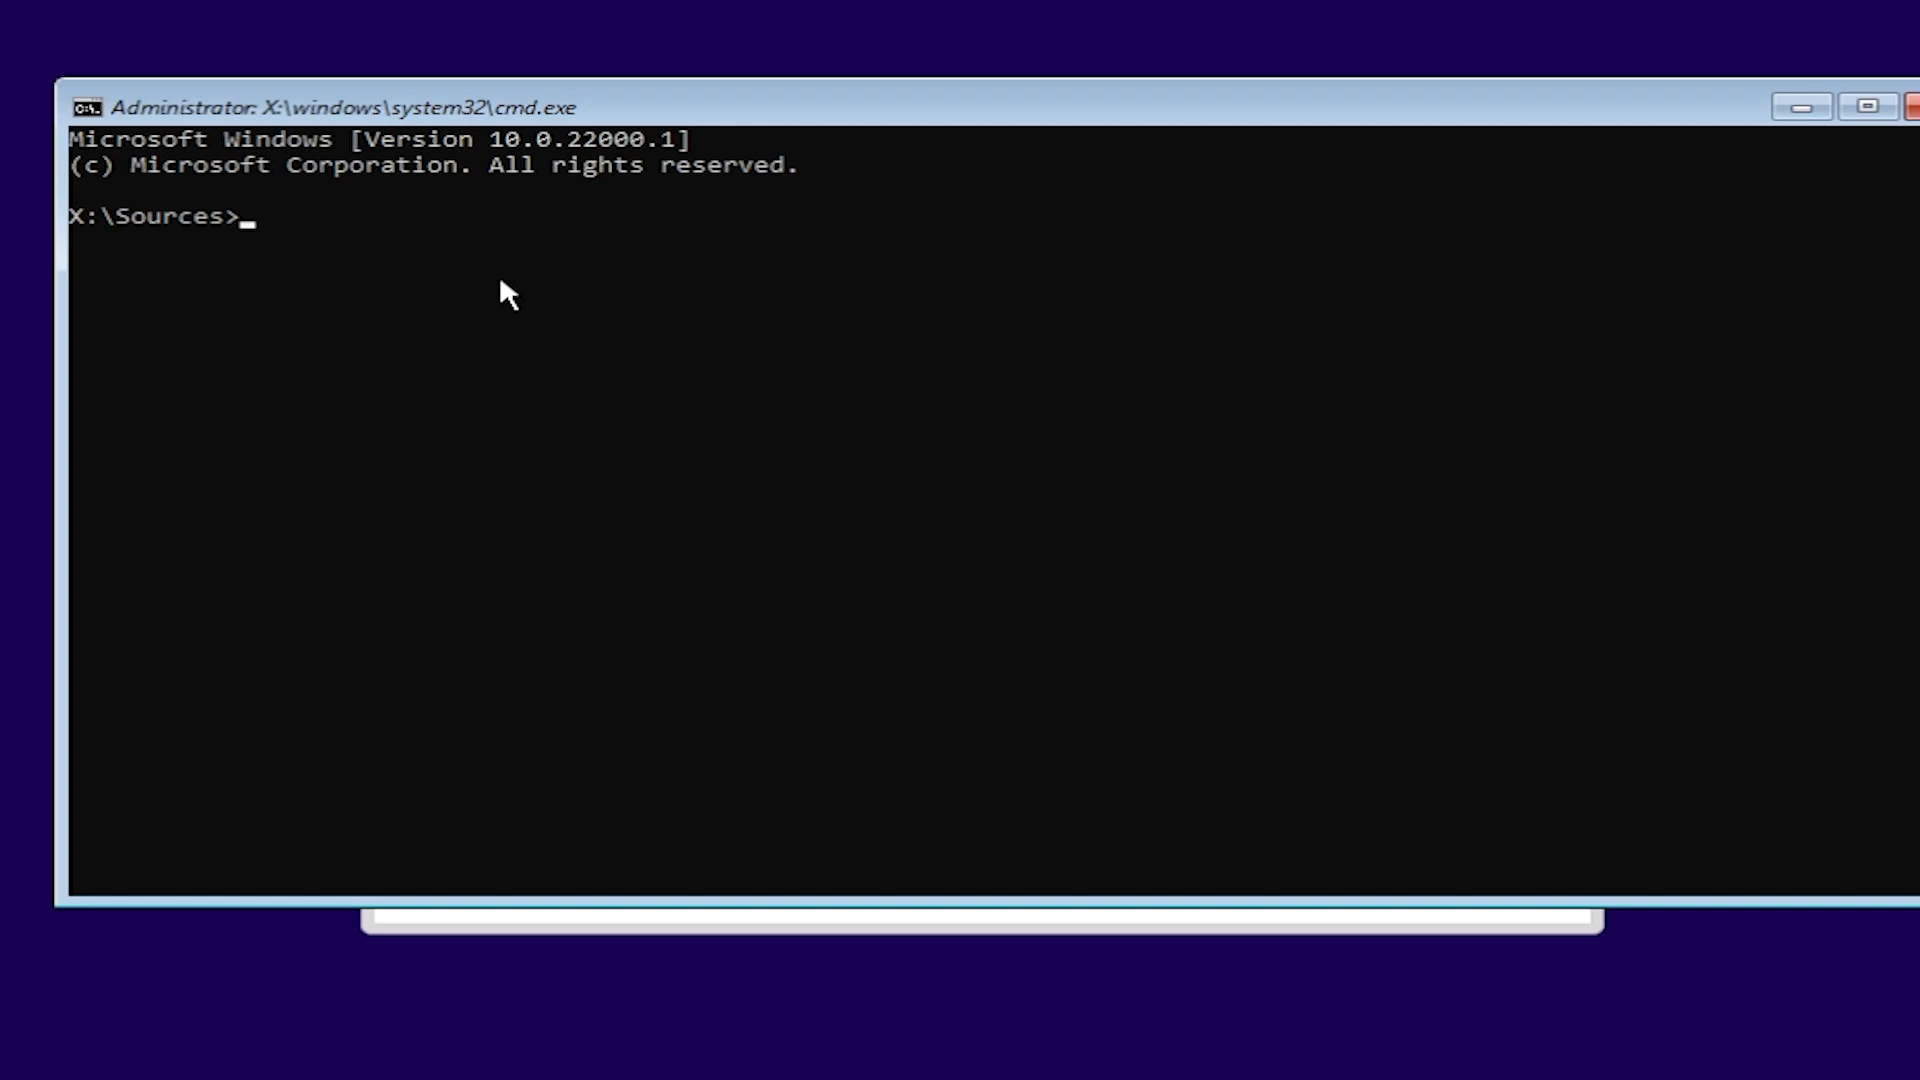 Administrator: X:\windows\system32\cmd.exe
Microsoft Windows [Version 10.0.22000.1]
(c) Microsoft Corporation. All rights reserved.
X:\Sources>